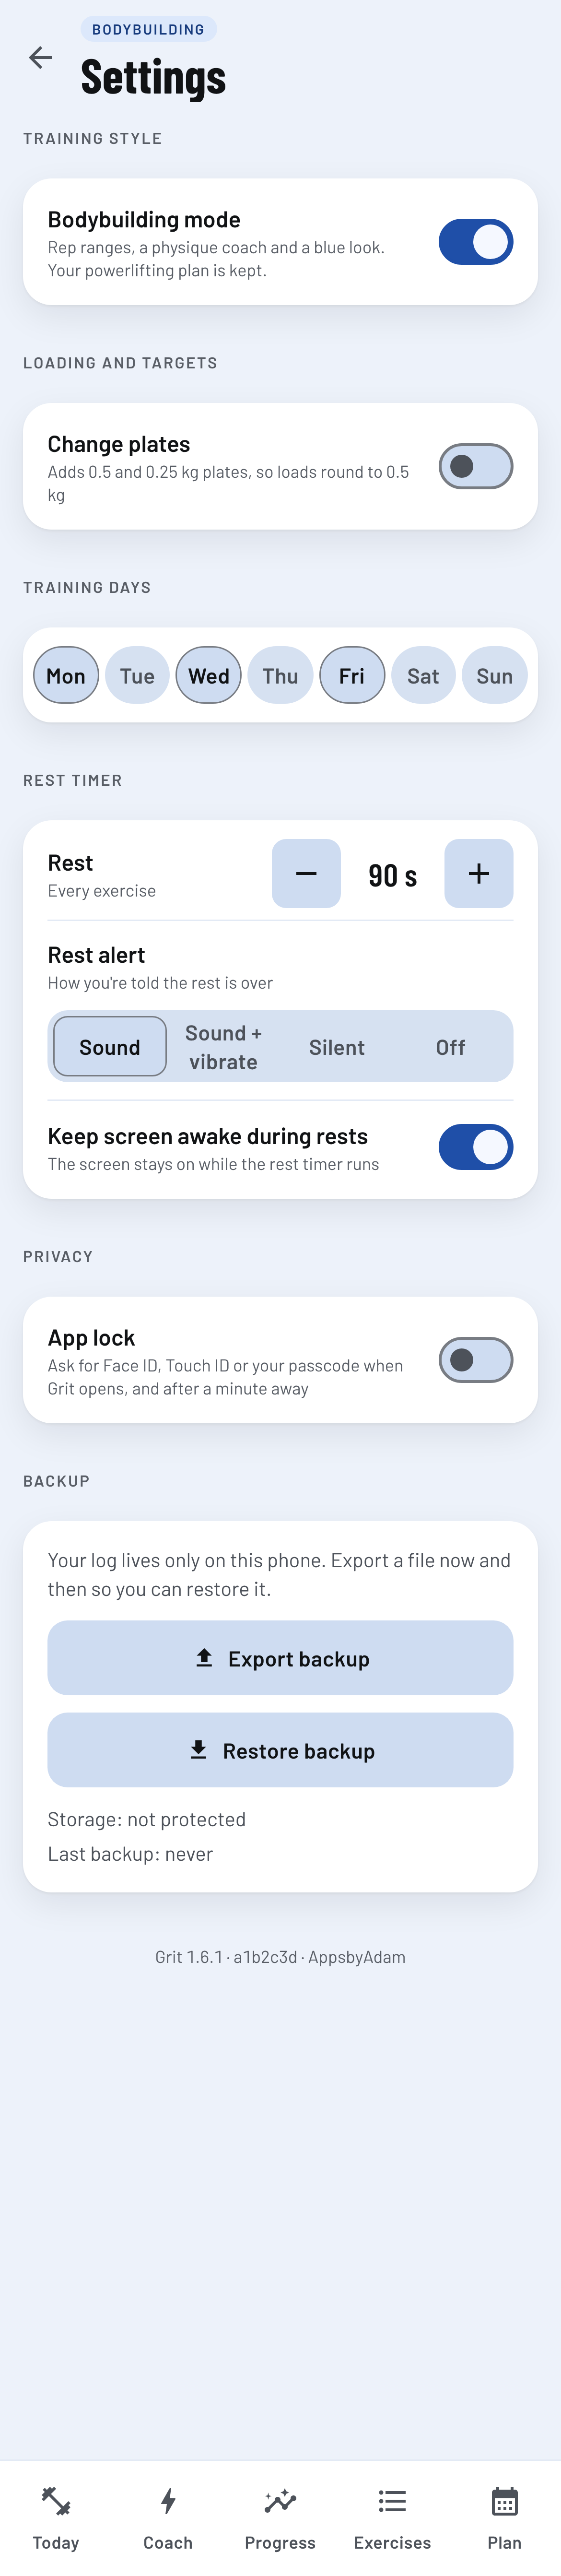 BODYBUILDING
Settings
TRAINING STYLE
Bodybuilding mode
Rep ranges, a physique coach and a blue look.
Your powerlifting plan is kept.
LOADING AND TARGETS
Change plates
Adds 0.5 and 0.25 kg plates, so loads round to 0.5
kg
TRAINING DAYS
Mon Tue Wed Thu Fri Sat Sun
REST TIMER
Rest
Every exercise
90 s
Rest alert
How you're told the rest is over
Sound
Sound +
vibrate
Silent
Off
Keep screen awake during rests
The screen stays on while the rest timer runs
PRIVACY
App lock
Ask for Face ID, Touch ID or your passcode when
Grit opens, and after a minute away
BACKUP
Your log lives only on this phone. Export a file now and
then so you can restore it.
Export backup
Restore backup
Storage: not protected
Last backup: never
Grit 1.6.1 · a1b2c3d · AppsbyAdam
Today Coach Progress Exercises Plan